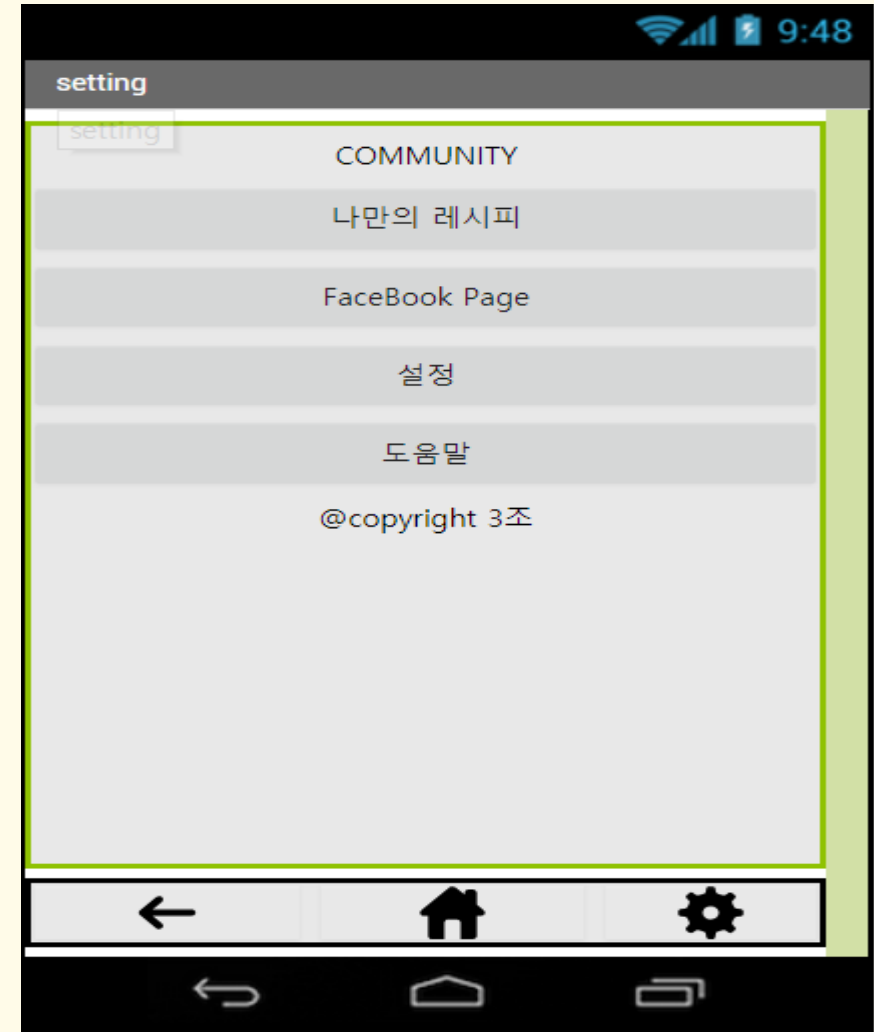 9:48
setting
setting
COMMUNITY
나만의 레시피
FaceBook Page
설정
도움말
@copyright 3조